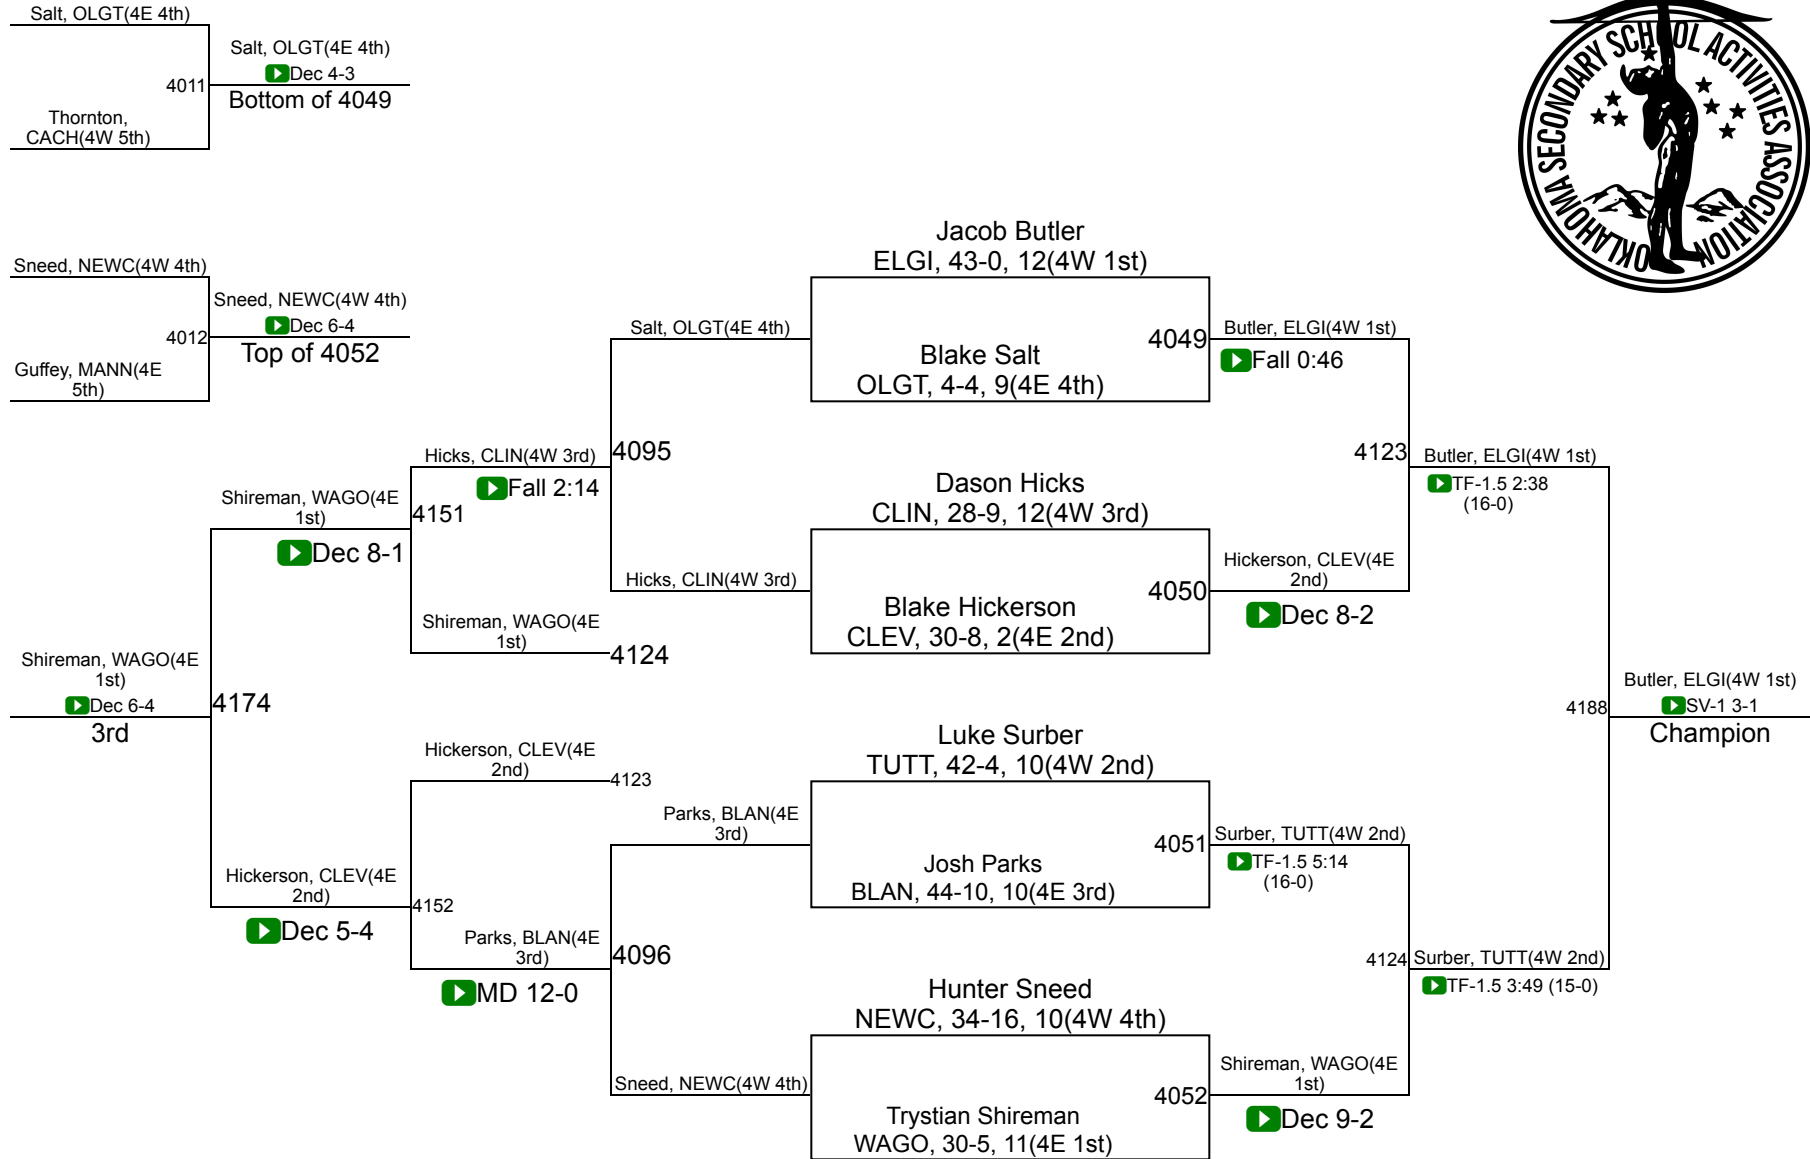 Salt, OLGT(4E 4th)
4011
Thornton,
CACH(4W 5th)
Salt, OLGT(4E 4th)
Dec 4-3
Bottom of 4049
Sneed, NEWC(4W 4th)
4012
Guffey, MANN(4E
5th)
Sneed, NEWC(4W 4th)
Dec 6-4
Top of 4052
OKLAHOMA SECONDARY SCHOOL ACTIVITIES ASSOCIATION
Jacob Butler
ELGI, 43-0, 12(4W 1st)
Blake Salt
OLGT, 4-4, 9(4E 4th)
4049
Dason Hicks
CLIN, 28-9, 12(4W 3rd)
Blake Hickerson
CLEV, 30-8, 2(4E 2nd)
4050
Luke Surber
TUTT, 42-4, 10(4W 2nd)
Josh Parks
BLAN, 44-10, 10(4E 3rd)
4051
Hunter Sneed
NEWC, 34-16, 10(4W 4th)
Trystian Shireman
WAGO, 30-5, 11(4E 1st)
4052
Butler, ELGI(4W 1st)
Fall 0:46
4123
Hickerson, CLEV(4E
2nd)
Dec 8-2
Surber, TUTT(4W 2nd)
TF-1.5 5:14
(16-0)
4124
Shireman, WAGO(4E
1st)
Dec 9-2
Butler, ELGI(4W 1st)
TF-1.5 2:38
(16-0)
4188
Surber, TUTT(4W 2nd)
TF-1.5 3:49 (15-0)
Butler, ELGI(4W 1st)
SV-1 3-1
Champion
Salt, OLGT(4E 4th)
4095
Hicks, CLIN(4W 3rd)
Parks, BLAN(4E
3rd)
4096
Sneed, NEWC(4W 4th)
Hicks, CLIN(4W 3rd)
Fall 2:14
4151
Shireman, WAGO(4E
1st)
4124
Hickerson, CLEV(4E
2nd)
4123
4152
Parks, BLAN(4E
3rd)
MD 12-0
Shireman, WAGO(4E
1st)
Dec 8-1
4174
Hickerson, CLEV(4E
2nd)
Dec 5-4
Shireman, WAGO(4E
1st)
Dec 6-4
3rd